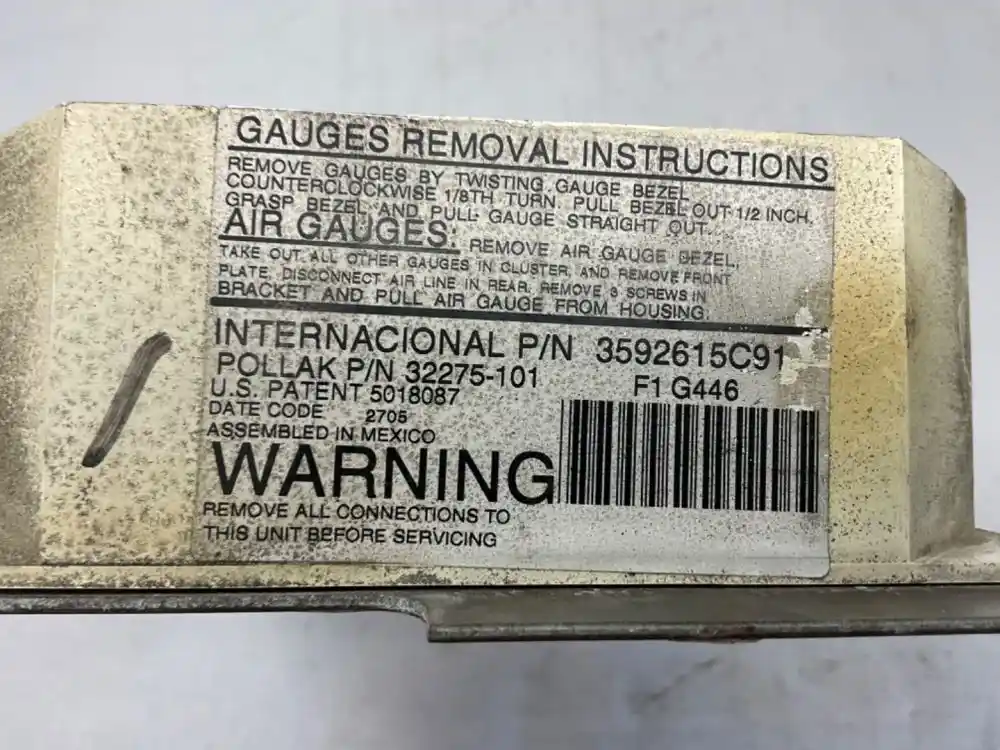 GAUGES REMOVAL INSTRUCTIONS
REMOVE GAUGES BY TWISTING GAUGE BEZEL
COUNTERCLOCKWISE 1/8TH TURN. PULL BEZEL OUT 1/2 INCH.
GRASP BEZEL AND PULL GAUGE STRAIGHT OUT.
AIR GAUGES: REMOVE AIR GAUGE BEZEL,
TAKE OUT ALL OTHER GAUGES IN CLUSTER, AND REMOVE FRONT
PLATE, DISCONNECT AIR LINE IN REAR, REMOVE 3 SCREWS IN
BRACKET AND PULL AIR GAUGE FROM HOUSING.
INTERNACIONAL P/N 3592615C91
POLLAK P/N 32275-101 F1 G446
U.S. PATENT 5018087
DATE CODE 2705
ASSEMBLED IN MEXICO
WARNING
REMOVE ALL CONNECTIONS TO
THIS UNIT BEFORE SERVICING